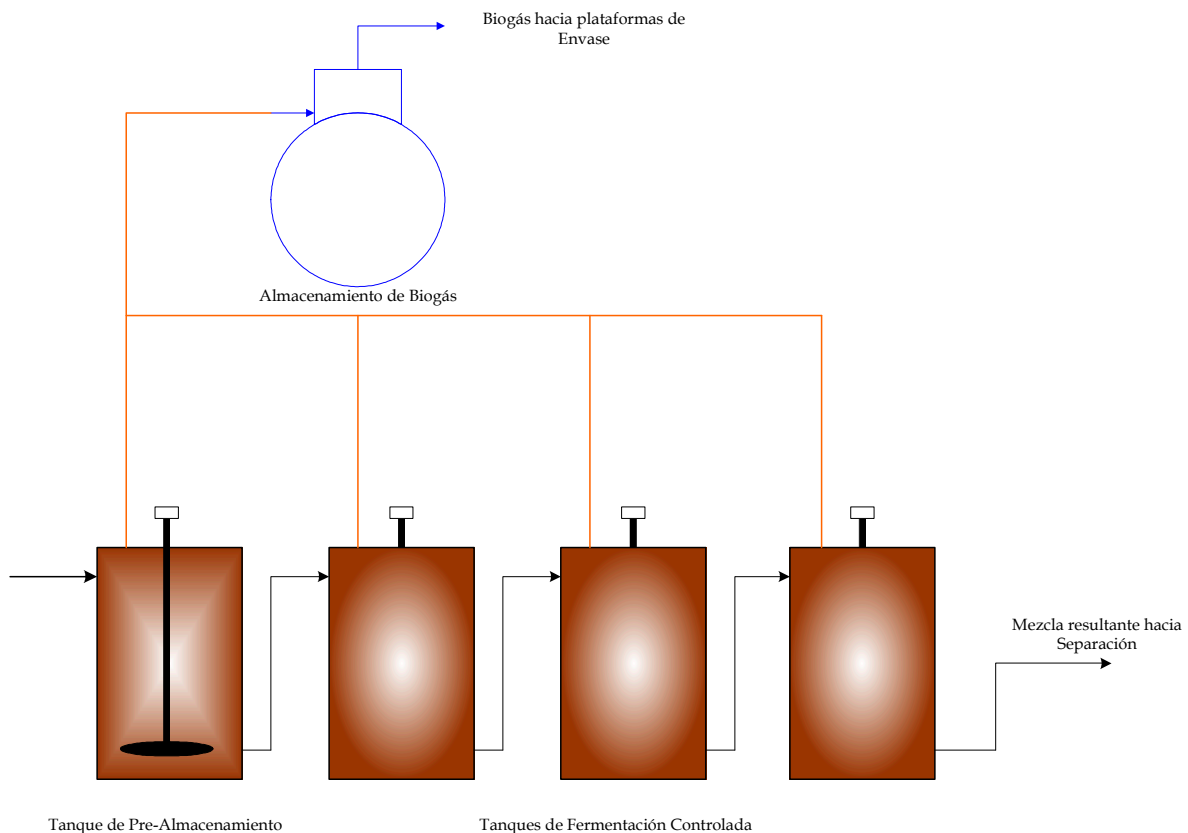 Biogás hacia plataformas de
Envase
Almacenamiento de Biogás
Mezcla resultante hacia
Separación
Tanque de Pre-Almacenamiento
Tanques de Fermentación Controlada